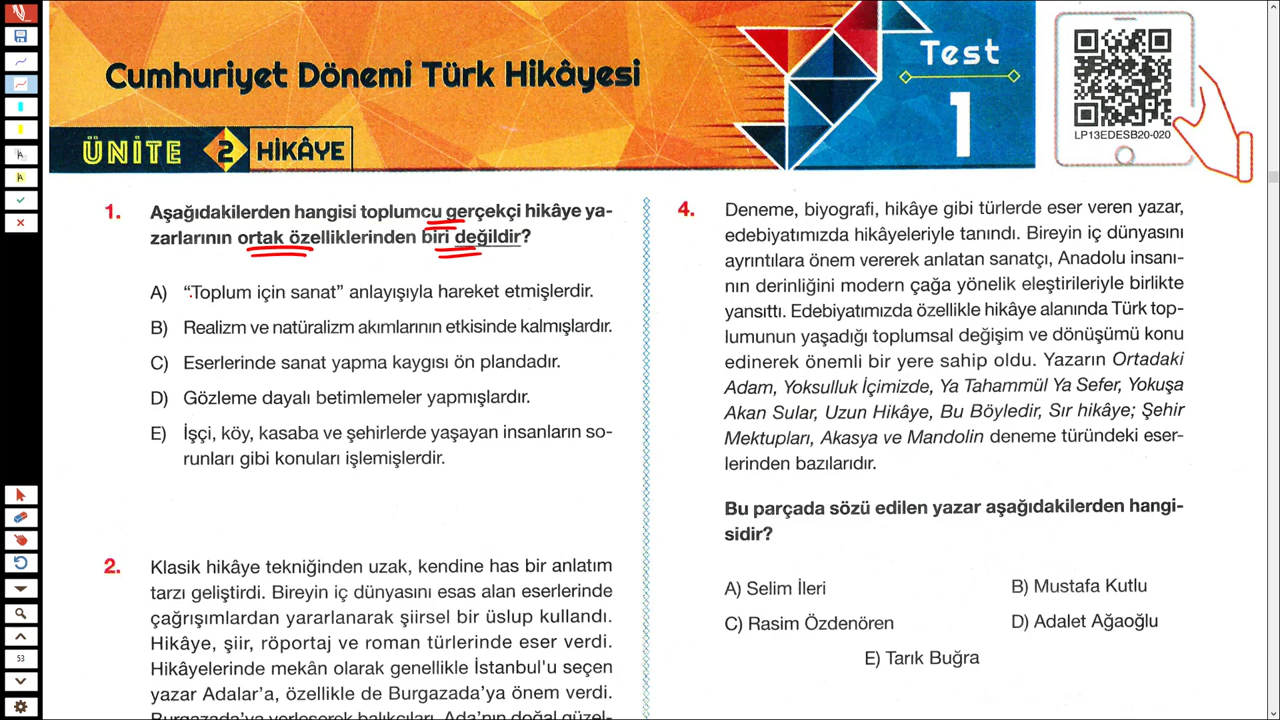 Cumhuriyet Dönemi Türk Hikâyesi
Test
1
LP13EDESB20-020
ÜNİTE 2 HİKÂYE
1. Aşağıdakilerden hangisi toplumcu gerçekçi hikâye ya-
zarlarının ortak özelliklerinden biri değildir?
A) “Toplum için sanat” anlayışıyla hareket etmişlerdir.
B) Realizm ve natüralizm akımlarının etkisinde kalmışlardır.
C) Eserlerinde sanat yapma kaygısı ön plandadır.
D) Gözleme dayalı betimlemeler yapmışlardır.
E) İşçi, köy, kasaba ve şehirlerde yaşayan insanların so-
runları gibi konuları işlemişlerdir.
2. Klasik hikâye tekniğinden uzak, kendine has bir anlatım
tarzı geliştirdi. Bireyin iç dünyasını esas alan eserlerinde
çağrışımlardan yararlanarak şiirsel bir üslup kullandı.
Hikâye, şiir, röportaj ve roman türlerinde eser verdi.
Hikâyelerinde mekân olarak genellikle İstanbul'u seçen
yazar Adalar’a, özellikle de Burgazada’ya önem verdi.
Burgazada’ya yerleşerek balıkçıları, Ada’nın doğal güzel-
4. Deneme, biyografi, hikâye gibi türlerde eser veren yazar,
edebiyatımızda hikâyeleriyle tanındı. Bireyin iç dünyasını
ayrıntılara önem vererek anlatan sanatçı, Anadolu insanı-
nın derinliğini modern çağa yönelik eleştirileriyle birlikte
yansıttı. Edebiyatımızda özellikle hikâye alanında Türk top-
lumunun yaşadığı toplumsal değişim ve dönüşümü konu
edinerek önemli bir yere sahip oldu. Yazarın Ortadaki
Adam, Yoksulluk İçimizde, Ya Tahammül Ya Sefer, Yokuşa
Akan Sular, Uzun Hikâye, Bu Böyledir, Sır hikâye; Şehir
Mektupları, Akasya ve Mandolin deneme türündeki eser-
lerinden bazılarıdır.
Bu parçada sözü edilen yazar aşağıdakilerden hangi-
sidir?
A) Selim İleri
B) Mustafa Kutlu
C) Rasim Özdenören
D) Adalet Ağaoğlu
E) Tarık Buğra
53